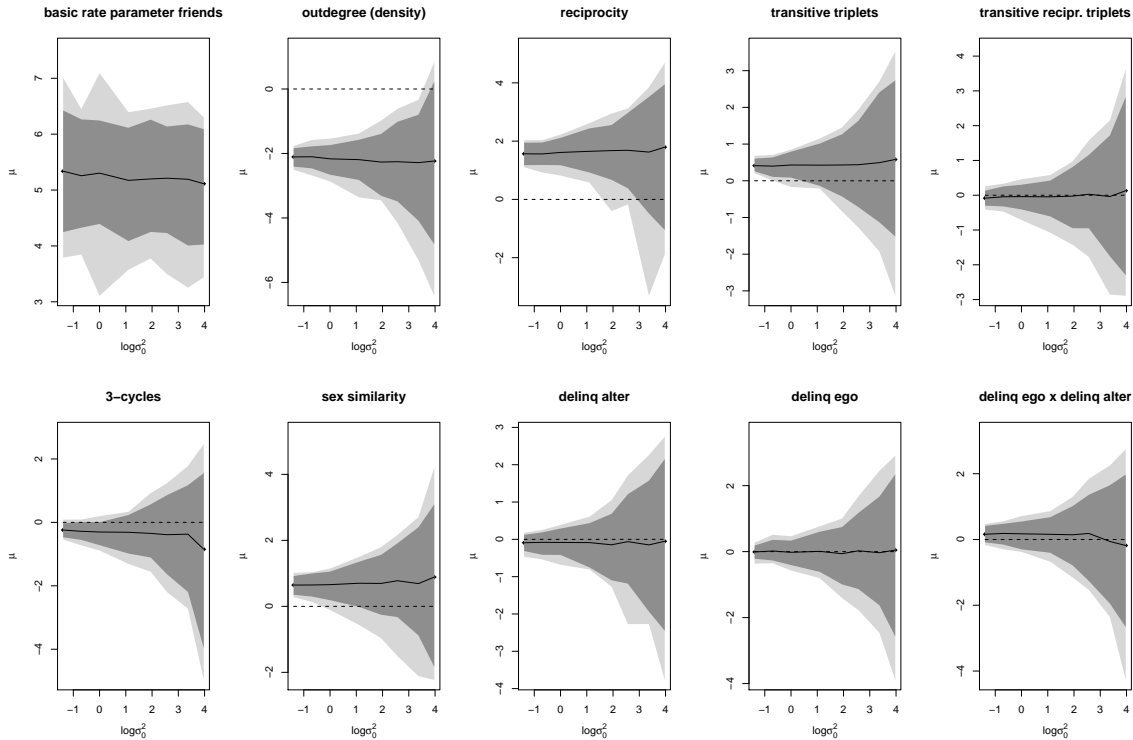 basic rate parameter friends
μ
7
6
5
4
3
−1 0 1 2 3 4
logσ₀²
outdegree (density)
μ
0
−2
−4
−6
−1 0 1 2 3 4
logσ₀²
reciprocity
μ
4
2
0
−2
−1 0 1 2 3 4
logσ₀²
transitive triplets
μ
3
2
1
0
−1
−2
−3
−1 0 1 2 3 4
logσ₀²
transitive recipr. triplets
μ
4
3
2
1
0
−1
−2
−3
−1 0 1 2 3 4
logσ₀²
3−cycles
μ
2
0
−2
−4
−1 0 1 2 3 4
logσ₀²
sex similarity
μ
4
2
0
−2
−1 0 1 2 3 4
logσ₀²
delinq alter
μ
3
2
1
0
−1
−2
−3
−4
−1 0 1 2 3 4
logσ₀²
delinq ego
μ
2
0
−2
−4
−1 0 1 2 3 4
logσ₀²
delinq ego x delinq alter
μ
2
0
−2
−4
−1 0 1 2 3 4
logσ₀²